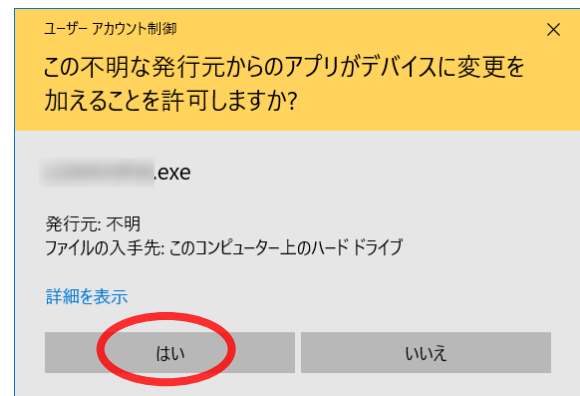 ユーザー アカウント制御
この不明な発行元からのアプリがデバイスに変更を
加えることを許可しますか?
.exe
発行元: 不明
ファイルの入手先: このコンピューター上のハード ドライブ
詳細を表示
はい
いいえ